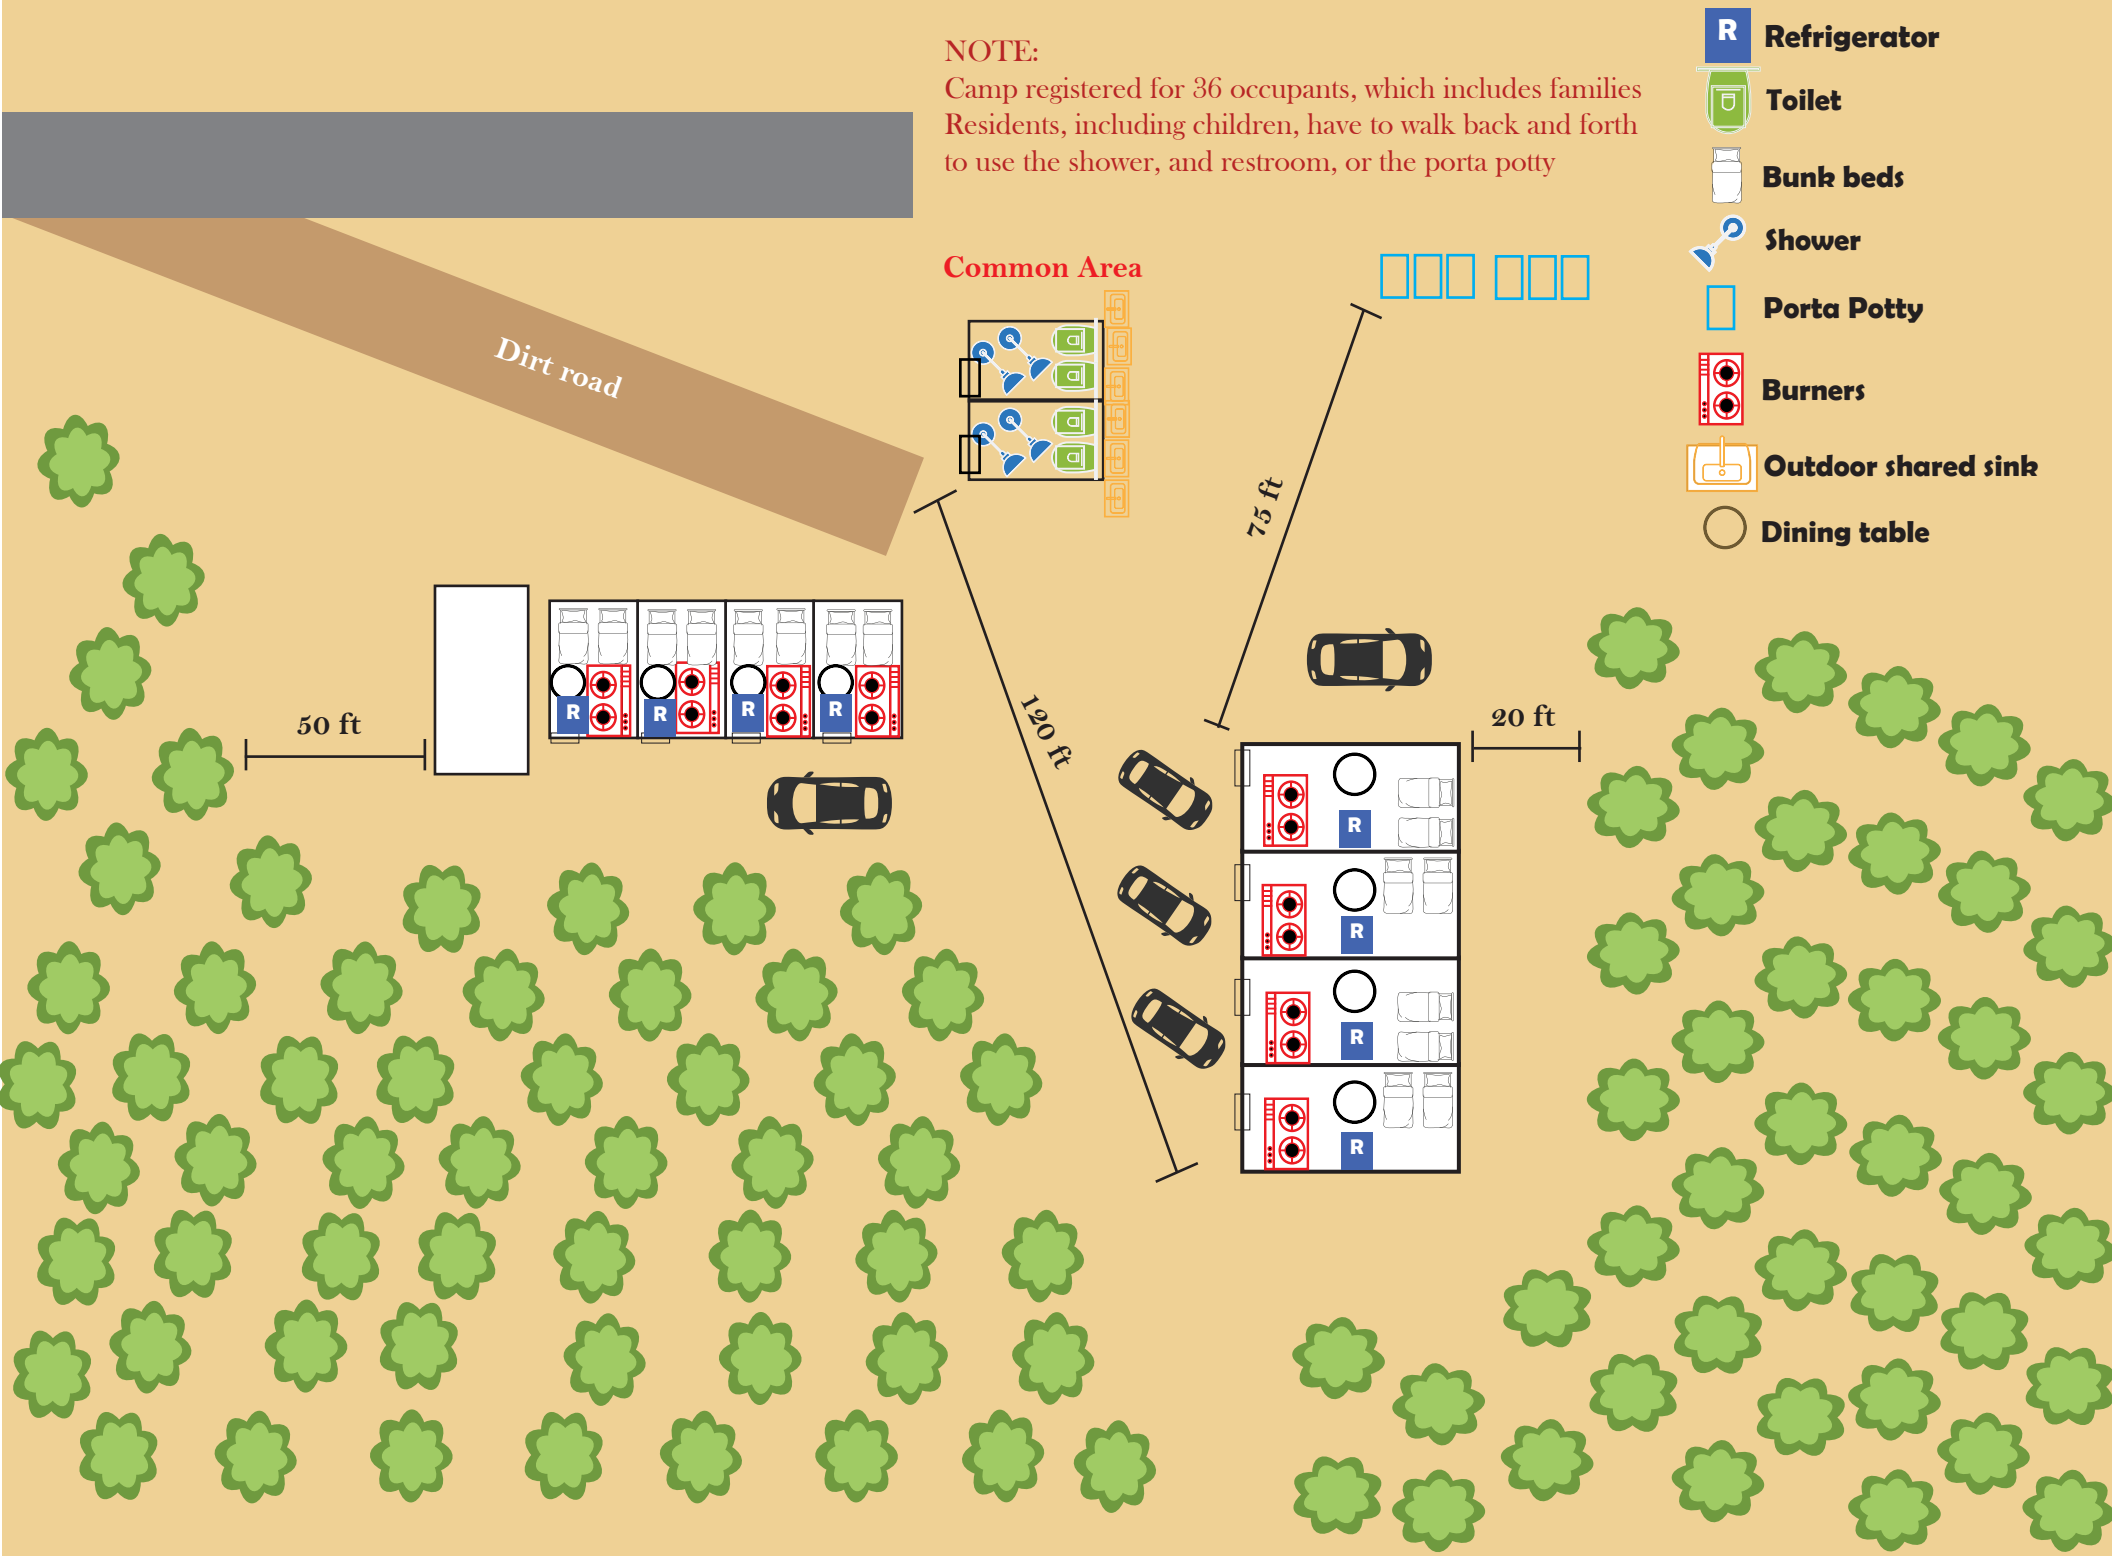 NOTE:
Camp registered for 36 occupants, which includes families
Residents, including children, have to walk back and forth
to use the shower, and restroom, or the porta potty
R Refrigerator
Toilet
Bunk beds
Shower
Porta Potty
Burners
Outdoor shared sink
Dining table
Common Area
Dirt road
75 ft
120 ft
50 ft
20 ft
R
R
R
R
R
R
R
R